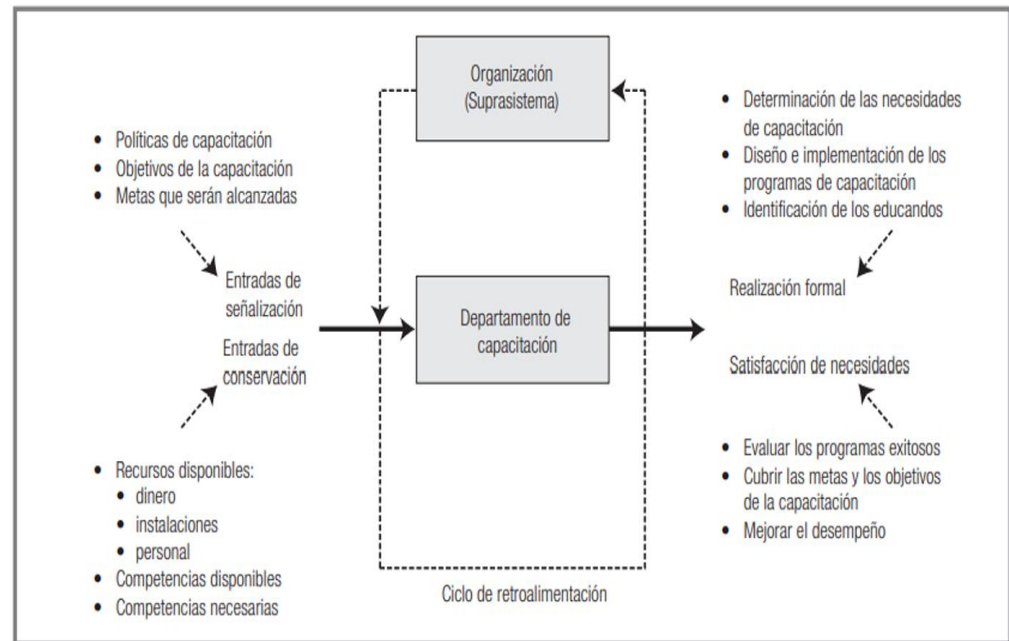 Organización
(Suprasistema)
• Políticas de capacitación
• Objetivos de la capacitación
• Metas que serán alcanzadas
• Determinación de las necesidades
de capacitación
• Diseño e implementación de los
programas de capacitación
• Identificación de los educandos
Entradas de
señalización
Entradas de
conservación
Departamento de
capacitación
Realización formal
Satisfacción de necesidades
• Recursos disponibles:
• dinero
• instalaciones
• personal
• Competencias disponibles
• Competencias necesarias
• Evaluar los programas exitosos
• Cubrir las metas y los objetivos
de la capacitación
• Mejorar el desempeño
Ciclo de retroalimentación